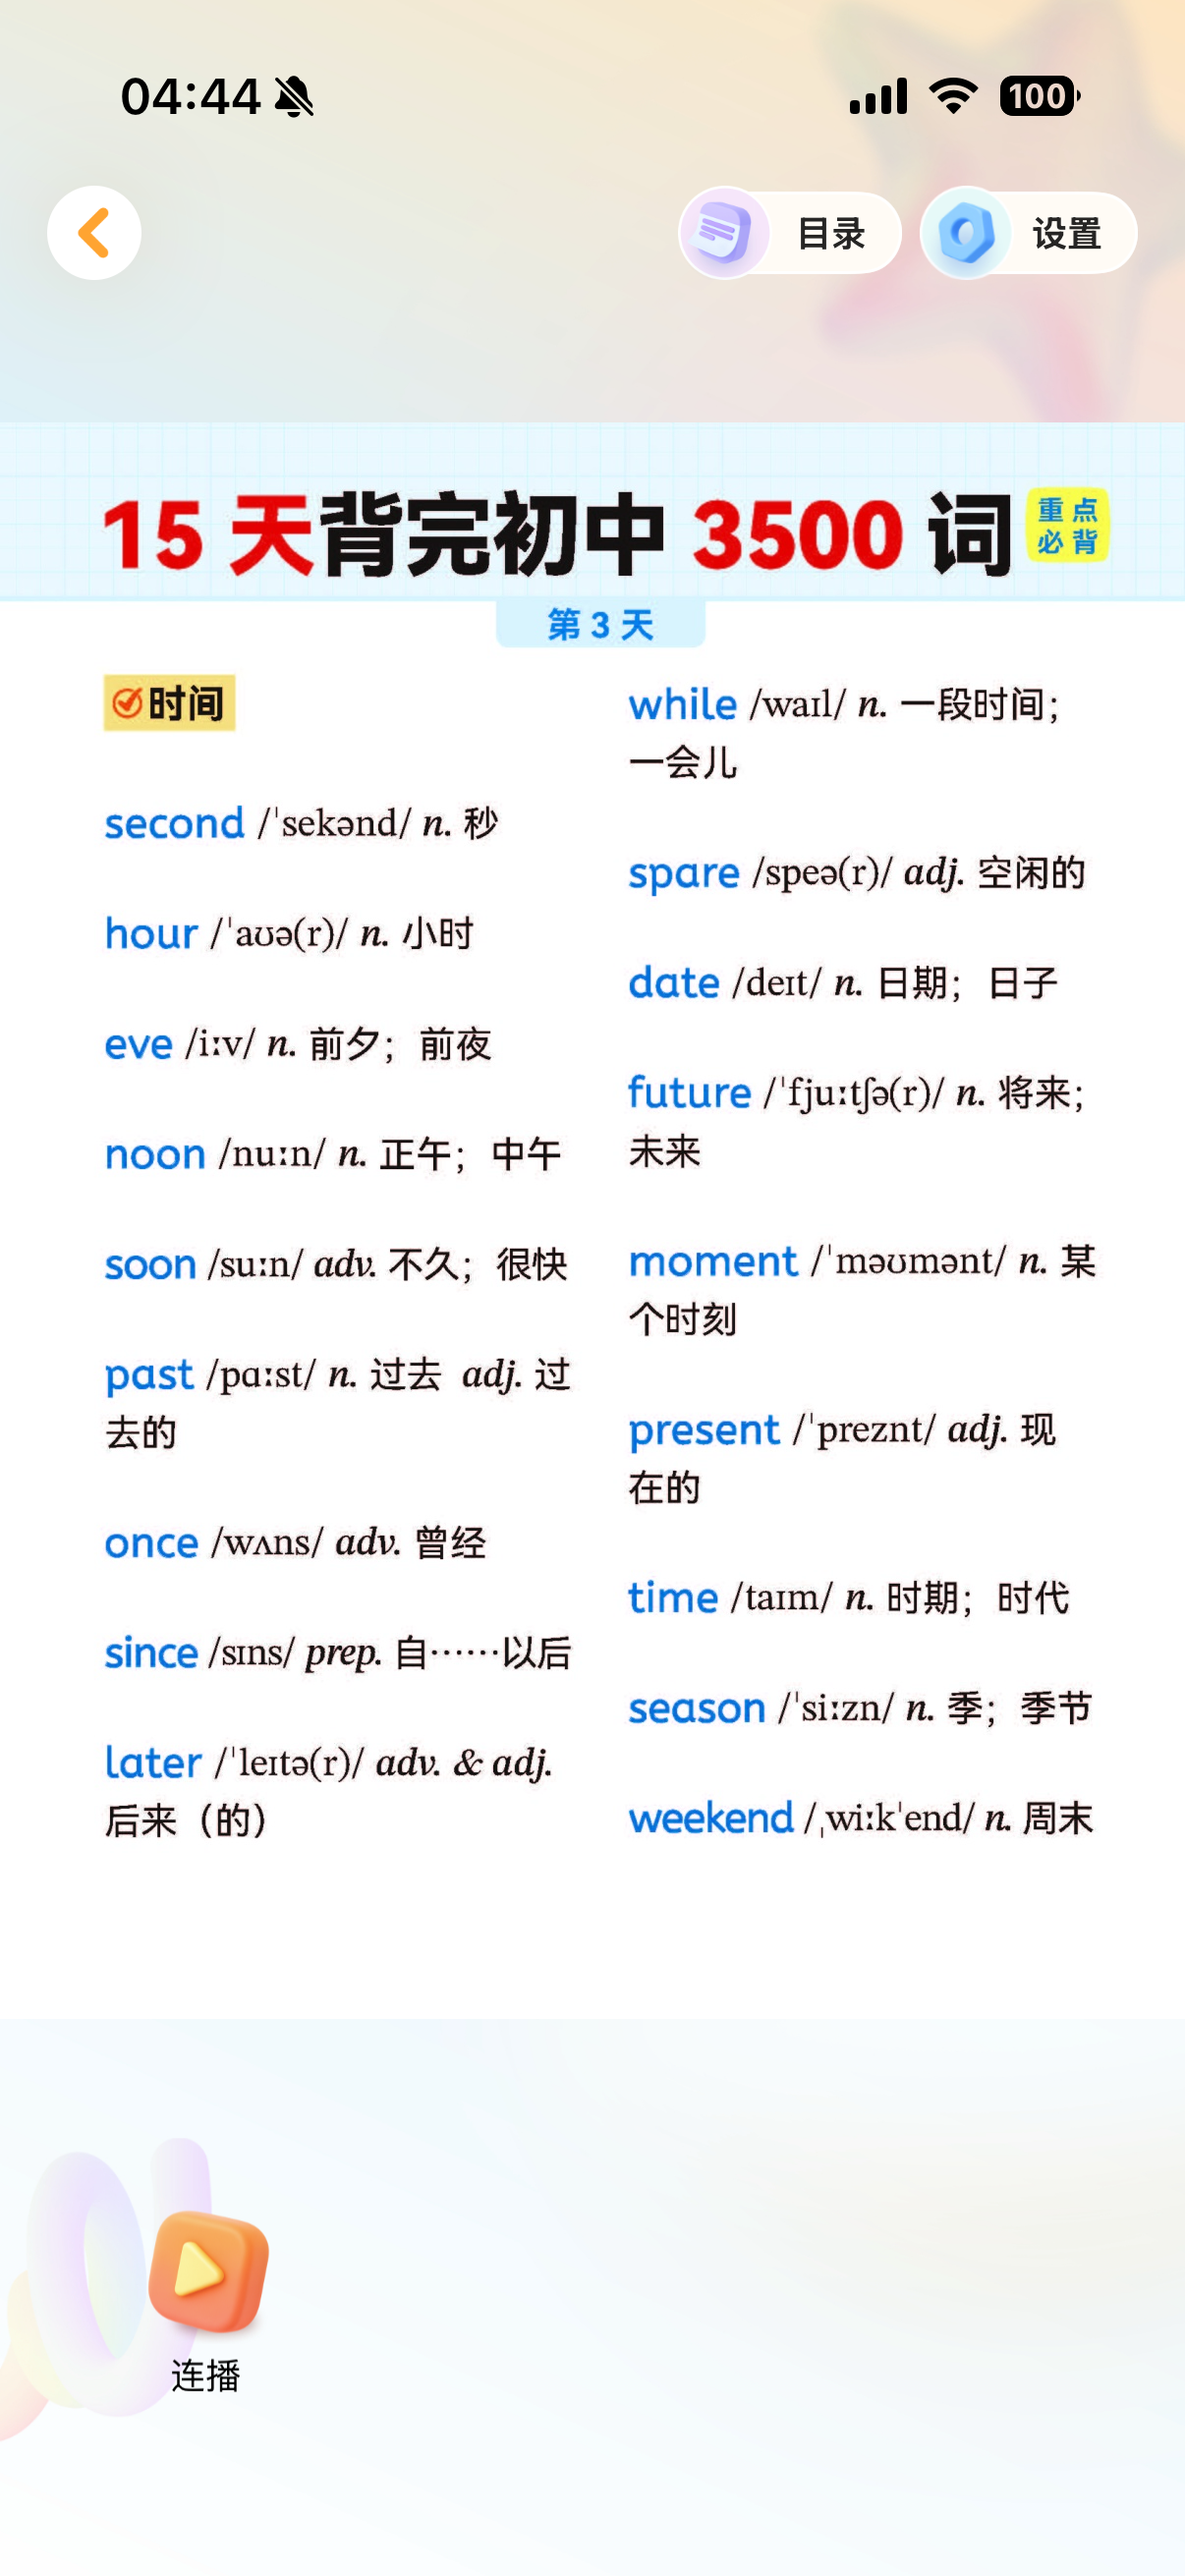 04:44
100
目录
设置
15 天背完初中 3500 词
重点
必背
第 3 天
时间
second /ˈsekənd/ n. 秒
hour /ˈaʊə(r)/ n. 小时
eve /iːv/ n. 前夕；前夜
noon /nuːn/ n. 正午；中午
soon /suːn/ adv. 不久；很快
past /pɑːst/ n. 过去 adj. 过
去的
once /wʌns/ adv. 曾经
since /sɪns/ prep. 自……以后
later /ˈleɪtə(r)/ adv. & adj.
后来（的）
while /waɪl/ n. 一段时间；
一会儿
spare /speə(r)/ adj. 空闲的
date /deɪt/ n. 日期；日子
future /ˈfjuːtʃə(r)/ n. 将来；
未来
moment /ˈməʊmənt/ n. 某
个时刻
present /ˈpreznt/ adj. 现
在的
time /taɪm/ n. 时期；时代
season /ˈsiːzn/ n. 季；季节
weekend /ˌwiːkˈend/ n. 周末
连播